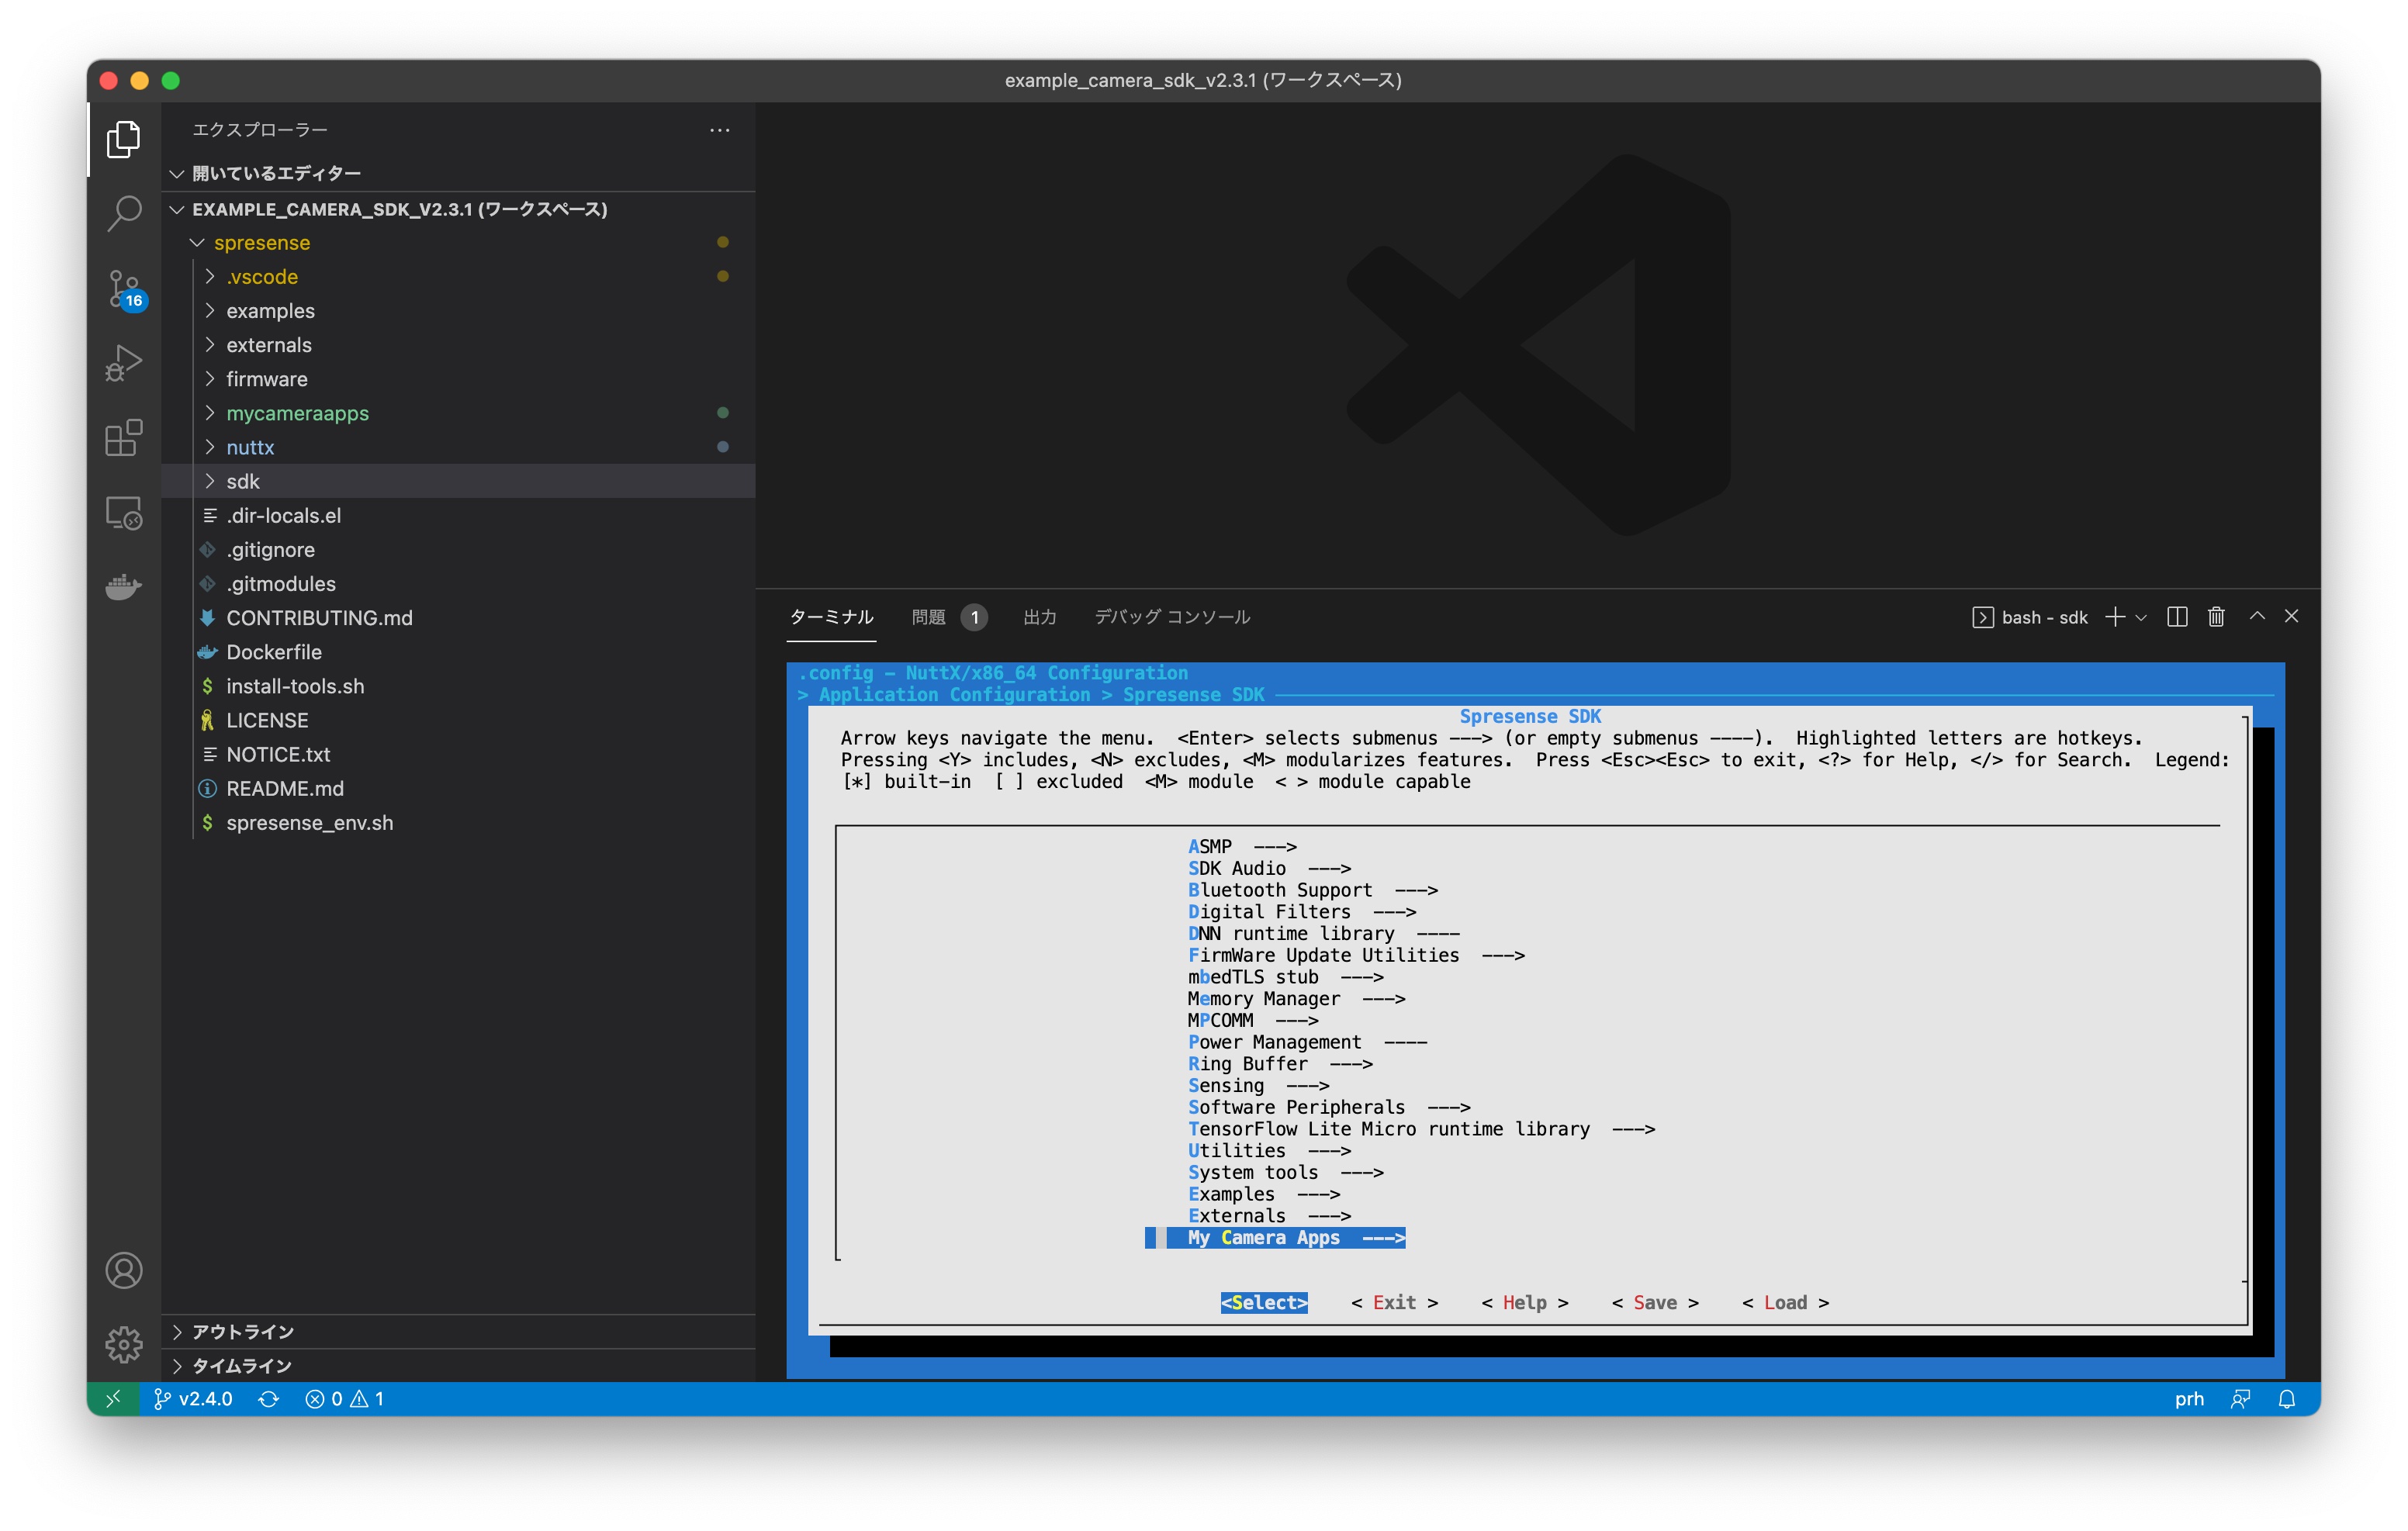 example_camera_sdk_v2.3.1 (ワークスペース)
エクスプローラー
開いているエディター
EXAMPLE_CAMERA_SDK_V2.3.1 (ワークスペース)
spresense
.vscode
examples
externals
firmware
mycameraapps
nuttx
sdk
.dir-locals.el
.gitignore
.gitmodules
CONTRIBUTING.md
Dockerfile
install-tools.sh
LICENSE
NOTICE.txt
README.md
spresense_env.sh
アウトライン
タイムライン
16
ターミナル 問題 1 出力 デバッグ コンソール bash - sdk
.config - NuttX/x86_64 Configuration
> Application Configuration > Spresense SDK
Spresense SDK
Arrow keys navigate the menu.  <Enter> selects submenus ---> (or empty submenus ----).  Highlighted letters are hotkeys.
Pressing <Y> includes, <N> excludes, <M> modularizes features.  Press <Esc><Esc> to exit, <?> for Help, </> for Search.  Legend:
[*] built-in  [ ] excluded  <M> module  < > module capable
ASMP  --->
SDK Audio  --->
Bluetooth Support  --->
Digital Filters  --->
DNN runtime library  ----
FirmWare Update Utilities  --->
mbedTLS stub  --->
Memory Manager  --->
MPCOMM  --->
Power Management  ----
Ring Buffer  --->
Sensing  --->
Software Peripherals  --->
TensorFlow Lite Micro runtime library  --->
Utilities  --->
System tools  --->
Examples  --->
Externals  --->
My Camera Apps  --->
<Select>    < Exit >    < Help >    < Save >    < Load >
v2.4.0 0 1 prh